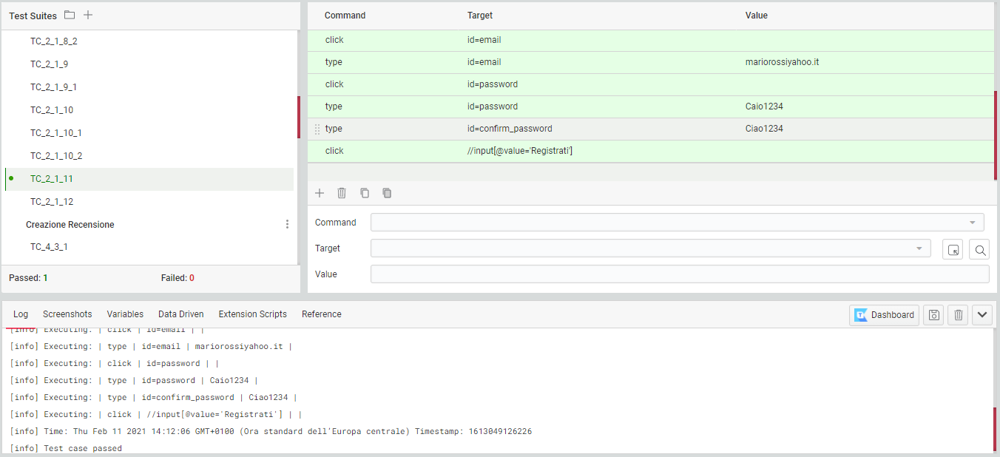 Test Suites
TC_2_1_8_2
TC_2_1_9
TC_2_1_9_1
TC_2_1_10
TC_2_1_10_1
TC_2_1_10_2
TC_2_1_11
TC_2_1_12
Creazione Recensione
TC_4_3_1
Passed: 1 Failed: 0
Command Target Value
click id=email
type id=email mariorossiyahoo.it
click id=password
type id=password Caio1234
type id=confirm_password Ciao1234
click //input[@value='Registrati']
Command
Target
Value
Log Screenshots Variables Data Driven Extension Scripts Reference Dashboard
[info] Executing: | click | id=email | |
[info] Executing: | type | id=email | mariorossiyahoo.it |
[info] Executing: | click | id=password | |
[info] Executing: | type | id=password | Caio1234 |
[info] Executing: | type | id=confirm_password | Ciao1234 |
[info] Executing: | click | //input[@value='Registrati'] | |
[info] Time: Thu Feb 11 2021 14:12:06 GMT+0100 (Ora standard dell'Europa centrale) Timestamp: 1613049126226
[info] Test case passed